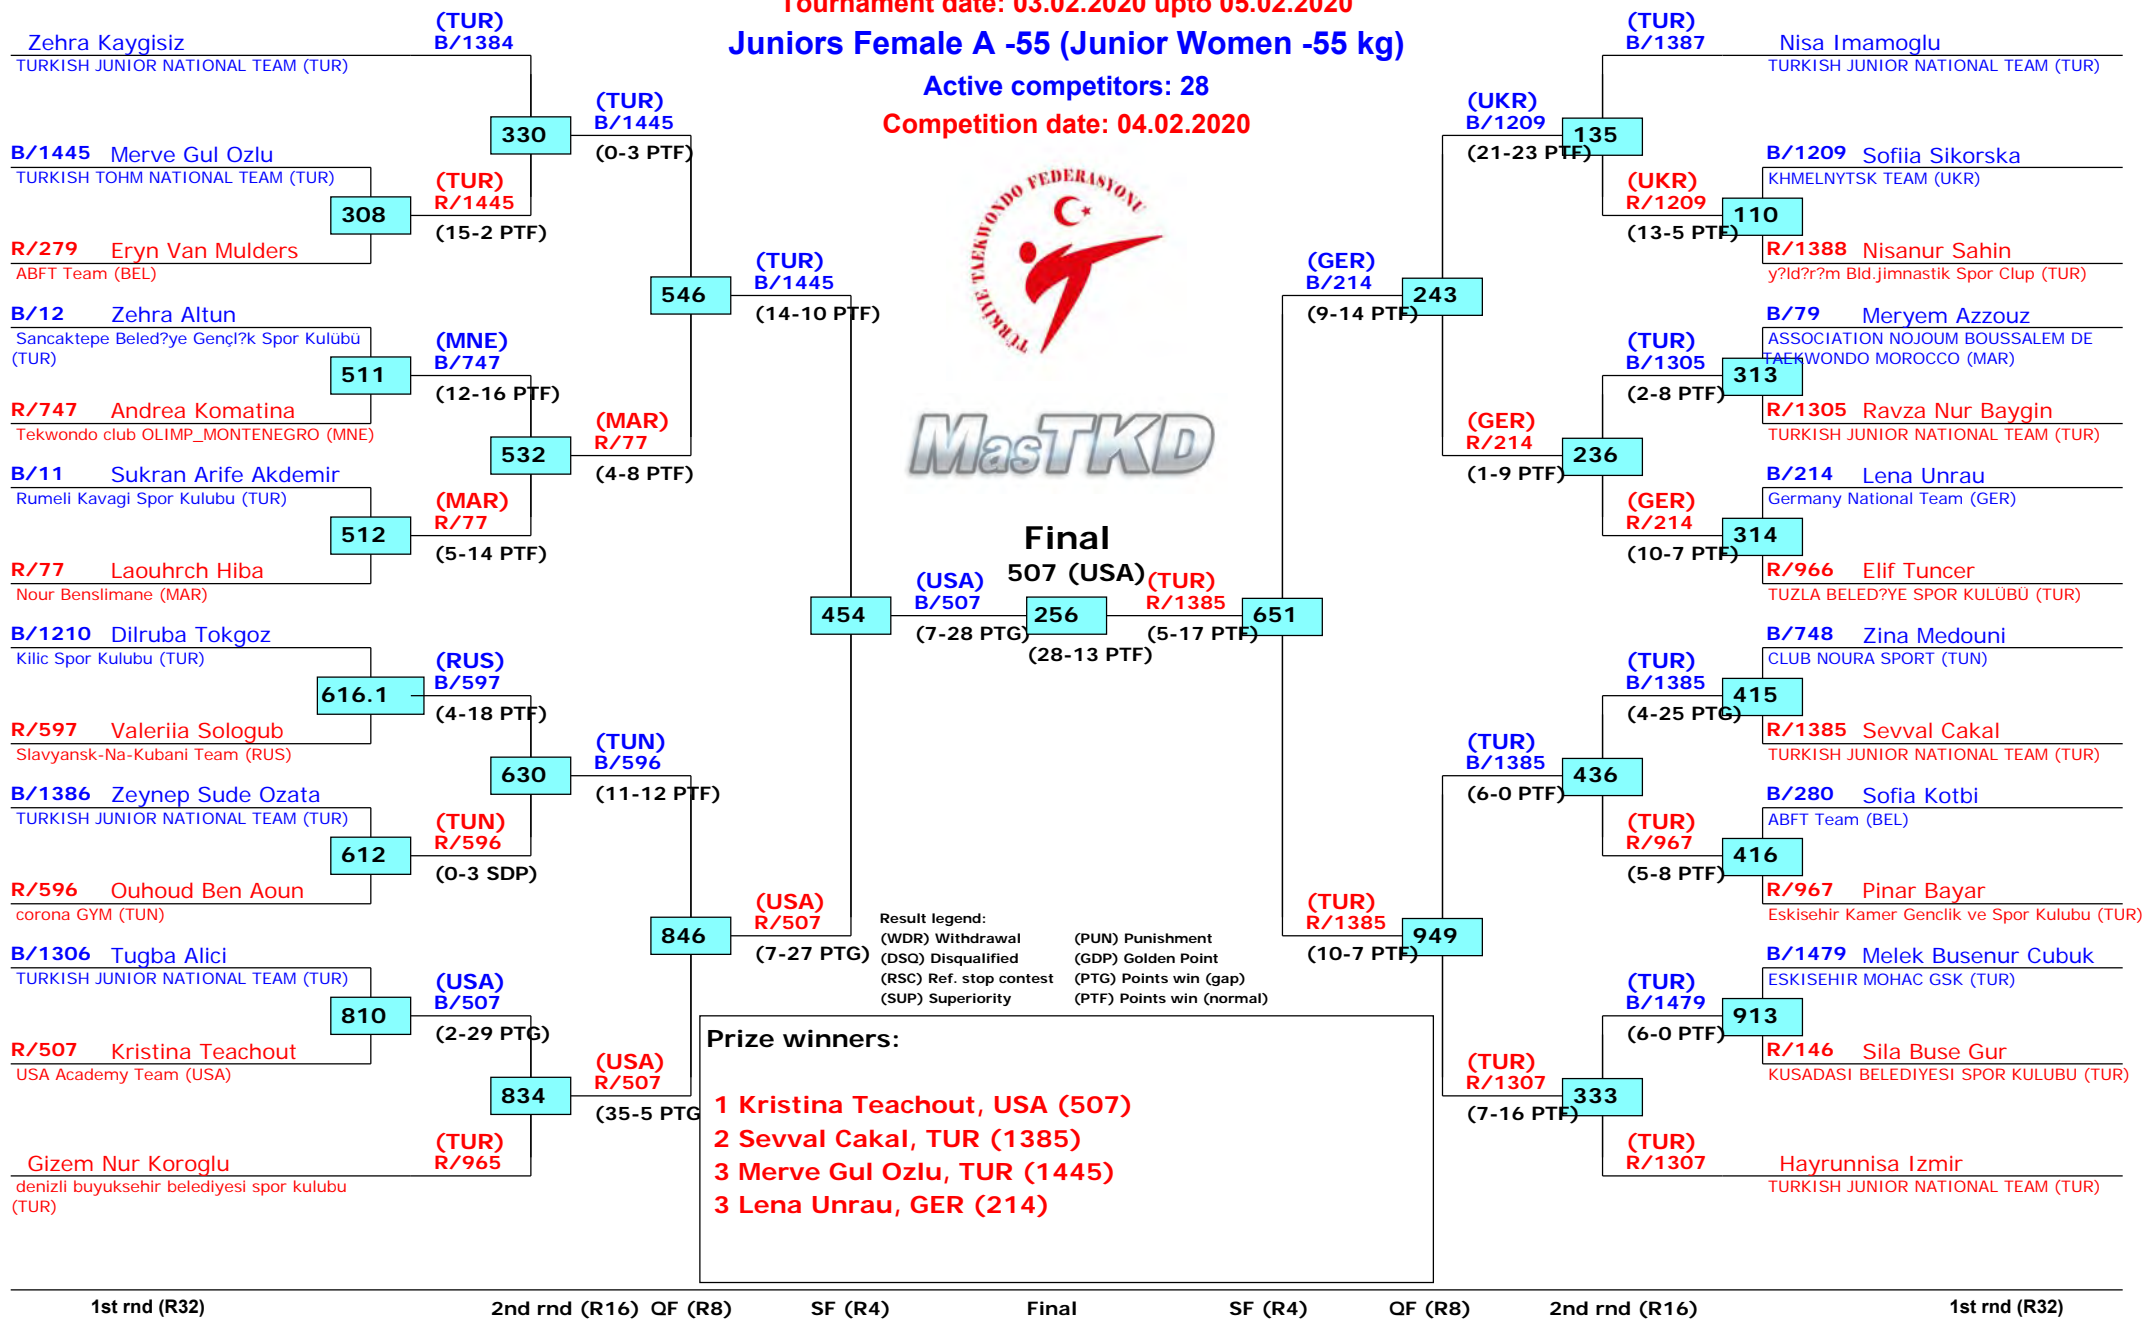 Tournament date: 03.02.2020 upto 05.02.2020
Juniors Female A -55 (Junior Women -55 kg)
Active competitors: 28
Competition date: 04.02.2020
(TUR)
B/1384
Zehra Kaygisiz
TURKISH JUNIOR NATIONAL TEAM (TUR)
330
(TUR)
B/1445
(0-3 PTF)
B/1445 Merve Gul Ozlu
TURKISH TOHM NATIONAL TEAM (TUR)
308
(TUR)
R/1445
(15-2 PTF)
R/279 Eryn Van Mulders
ABFT Team (BEL)
546
(TUR)
B/1445
(14-10 PTF)
B/12 Zehra Altun
Sancaktepe Beled?ye Gençl?k Spor Kulübü
(TUR)
511
(MNE)
B/747
(12-16 PTF)
R/747 Andrea Komatina
Tekwondo club OLIMP_MONTENEGRO (MNE)
532
(MAR)
R/77
(4-8 PTF)
B/11 Sukran Arife Akdemir
Rumeli Kavagi Spor Kulubu (TUR)
512
(MAR)
R/77
(5-14 PTF)
R/77 Laouhrch Hiba
Nour Benslimane (MAR)
454
(USA)
B/507
(7-28 PTG)
B/1210 Dilruba Tokgoz
Kilic Spor Kulubu (TUR)
616.1
(RUS)
B/597
(4-18 PTF)
R/597 Valeriia Sologub
Slavyansk-Na-Kubani Team (RUS)
630
(TUN)
B/596
(11-12 PTF)
B/1386 Zeynep Sude Ozata
TURKISH JUNIOR NATIONAL TEAM (TUR)
612
(TUN)
R/596
(0-3 SDP)
R/596 Ouhoud Ben Aoun
corona GYM (TUN)
846
(USA)
R/507
(7-27 PTG)
B/1306 Tugba Alici
TURKISH JUNIOR NATIONAL TEAM (TUR)
810
(USA)
B/507
(2-29 PTG)
R/507 Kristina Teachout
USA Academy Team (USA)
834
(USA)
R/507
(35-5 PTG
(TUR)
R/965
Gizem Nur Koroglu
denizli buyuksehir belediyesi spor kulubu
(TUR)
TÜRKİYE TAEKWONDO FEDERASYONU
MasTKD
Final
507 (USA)
256
(28-13 PTF)
(TUR)
R/1385
(5-17 PTF)
651
(GER)
B/214
(9-14 PTF)
243
(UKR)
B/1209
(21-23 PTF)
135
(TUR)
B/1387
Nisa Imamoglu
TURKISH JUNIOR NATIONAL TEAM (TUR)
(UKR)
R/1209
(13-5 PTF)
110
B/1209 Sofiia Sikorska
KHMELNYTSK TEAM (UKR)
R/1388 Nisanur Sahin
y?ld?r?m Bld.jimnastik Spor Clup (TUR)
(GER)
R/214
(1-9 PTF)
236
(TUR)
B/1305
(2-8 PTF)
313
B/79 Meryem Azzouz
ASSOCIATION NOJOUM BOUSSALEM DE
TAEKWONDO MOROCCO (MAR)
R/1305 Ravza Nur Baygin
TURKISH JUNIOR NATIONAL TEAM (TUR)
(GER)
R/214
(10-7 PTF)
314
B/214 Lena Unrau
Germany National Team (GER)
R/966 Elif Tuncer
TUZLA BELED?YE SPOR KULÜBÜ (TUR)
(TUR)
R/1385
(10-7 PTF)
949
(TUR)
B/1385
(6-0 PTF)
436
(TUR)
B/1385
(4-25 PTG)
415
B/748 Zina Medouni
CLUB NOURA SPORT (TUN)
R/1385 Sevval Cakal
TURKISH JUNIOR NATIONAL TEAM (TUR)
(TUR)
R/967
(5-8 PTF)
416
B/280 Sofia Kotbi
ABFT Team (BEL)
R/967 Pinar Bayar
Eskisehir Kamer Genclik ve Spor Kulubu (TUR)
(TUR)
R/1307
(7-16 PTF)
333
(TUR)
B/1479
(6-0 PTF)
913
B/1479 Melek Busenur Cubuk
ESKISEHIR MOHAC GSK (TUR)
R/146 Sila Buse Gur
KUSADASI BELEDIYESI SPOR KULUBU (TUR)
(TUR)
R/1307
Hayrunnisa Izmir
TURKISH JUNIOR NATIONAL TEAM (TUR)
Result legend:
(WDR) Withdrawal (PUN) Punishment
(DSQ) Disqualified (GDP) Golden Point
(RSC) Ref. stop contest (PTG) Points win (gap)
(SUP) Superiority (PTF) Points win (normal)
Prize winners:
1 Kristina Teachout, USA (507)
2 Sevval Cakal, TUR (1385)
3 Merve Gul Ozlu, TUR (1445)
3 Lena Unrau, GER (214)
1st rnd (R32) 2nd rnd (R16) QF (R8) SF (R4) Final SF (R4) QF (R8) 2nd rnd (R16) 1st rnd (R32)